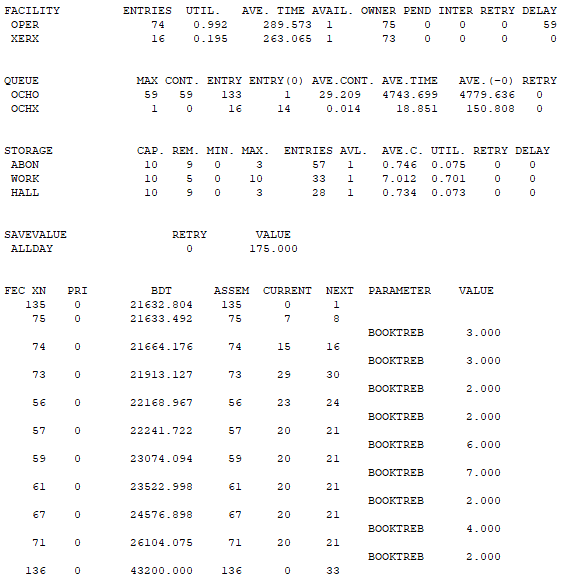 FACILITY ENTRIES UTIL. AVE. TIME AVAIL. OWNER PEND INTER RETRY DELAY
OPER 74 0.992 289.573 1 75 0 0 0 59
XERX 16 0.195 263.065 1 73 0 0 0 0
QUEUE MAX CONT. ENTRY ENTRY(0) AVE.CONT. AVE.TIME AVE.(-0) RETRY
OCHO 59 59 133 1 29.209 4743.699 4779.636 0
OCHX 1 0 16 14 0.014 18.851 150.808 0
STORAGE CAP. REM. MIN. MAX. ENTRIES AVL. AVE.C. UTIL. RETRY DELAY
ABON 10 9 0 3 57 1 0.746 0.075 0 0
WORK 10 5 0 10 33 1 7.012 0.701 0 0
HALL 10 9 0 3 28 1 0.734 0.073 0 0
SAVEVALUE RETRY VALUE
ALLDAY 0 175.000
FEC XN PRI BDT ASSEM CURRENT NEXT PARAMETER VALUE
135 0 21632.804 135 0 1
75 0 21633.492 75 7 8
BOOKTREB 3.000
74 0 21664.176 74 15 16
BOOKTREB 3.000
73 0 21913.127 73 29 30
BOOKTREB 2.000
56 0 22168.967 56 23 24
BOOKTREB 2.000
57 0 22241.722 57 20 21
BOOKTREB 6.000
59 0 23074.094 59 20 21
BOOKTREB 7.000
61 0 23522.998 61 20 21
BOOKTREB 2.000
67 0 24576.898 67 20 21
BOOKTREB 4.000
71 0 26104.075 71 20 21
BOOKTREB 2.000
136 0 43200.000 136 0 33